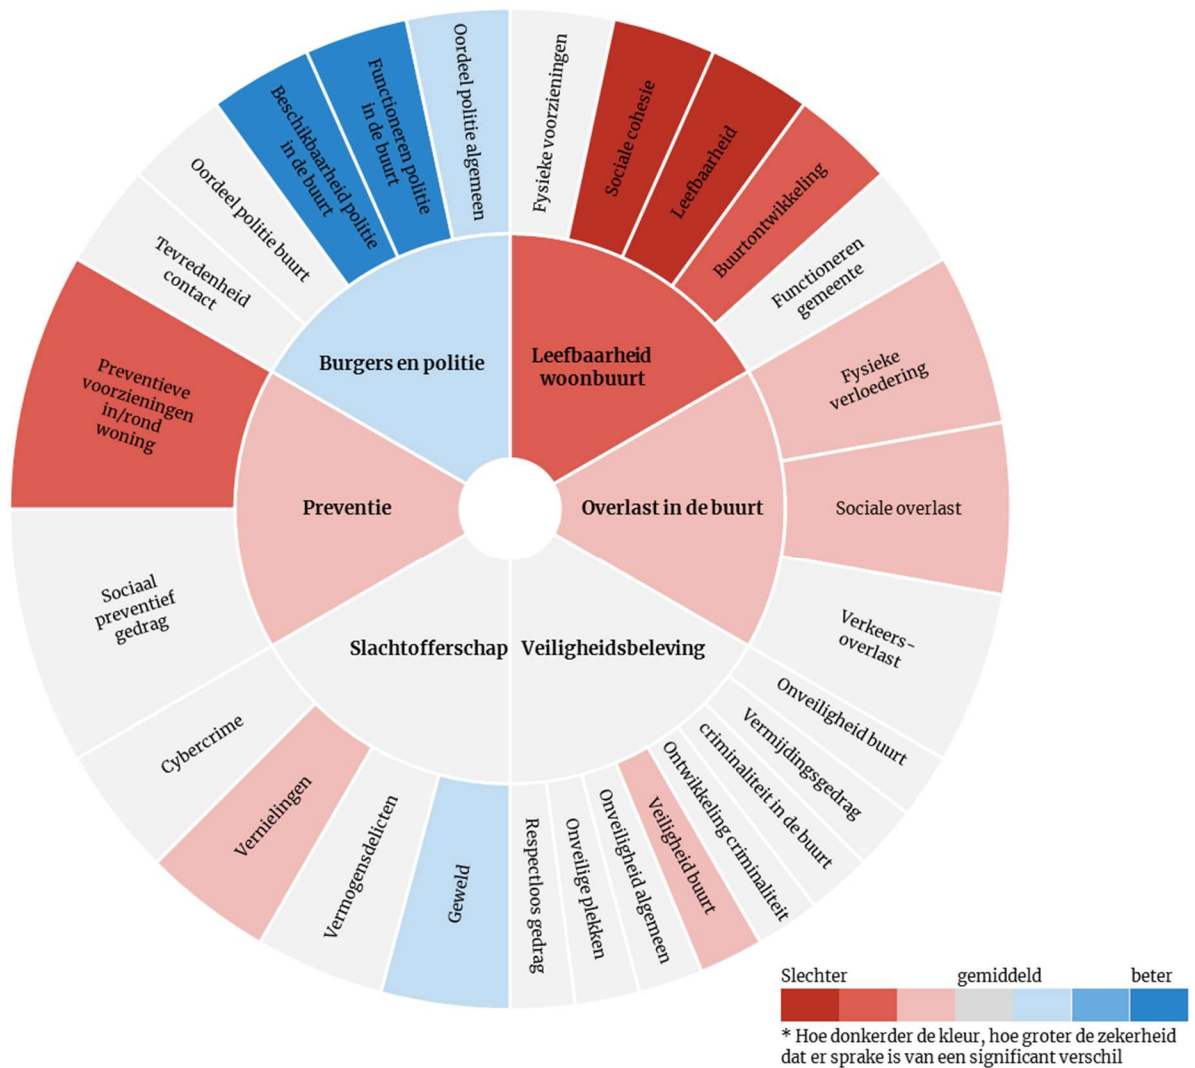 Fysieke voorzieningen
Sociale cohesie
Leefbaarheid
Buurtontwikkeling
Functioneren
gemeente
Fysieke
verloedering
Sociale overlast
Verkeers-
overlast
Onveiligheid buurt
Vermijdingsgedrag
criminaliteit in de buurt
Ontwikkeling criminaliteit
Veiligheid buurt
Onveiligheid algemeen
Onveilige plekken
Respectloos gedrag
Geweld
Vermogensdelicten
Vernielingen
Cybercrime
Sociaal
preventief
gedrag
Preventieve
voorzieningen
in/rond
woning
Tevredenheid
contact
Oordeel politie buurt
Beschikbaarheid politie
in de buurt
Functioneren politie
in de buurt
Oordeel politie algemeen
Burgers en politie
Leefbaarheid
woonbuurt
Preventie
Overlast in de buurt
Slachtofferschap
Veiligheidsbeleving
Slechter gemiddeld beter
* Hoe donkerder de kleur, hoe groter de zekerheid
dat er sprake is van een significant verschil